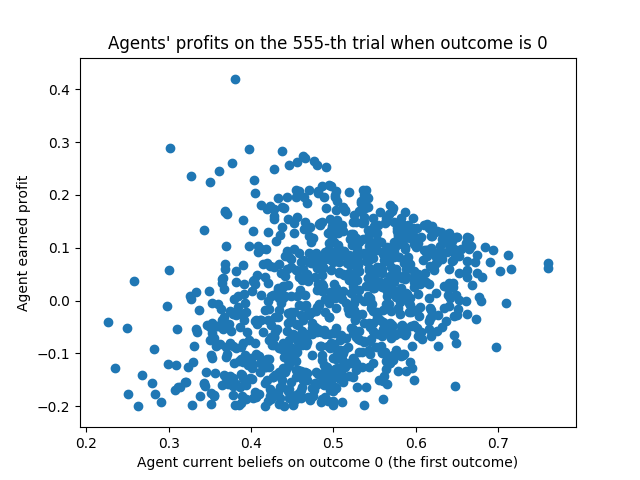 Agents' profits on the 555-th trial when outcome is 0
0.4
0.3
0.2
0.1
0.0
−0.1
−0.2
Agent earned profit
0.2 0.3 0.4 0.5 0.6 0.7
Agent current beliefs on outcome 0 (the first outcome)